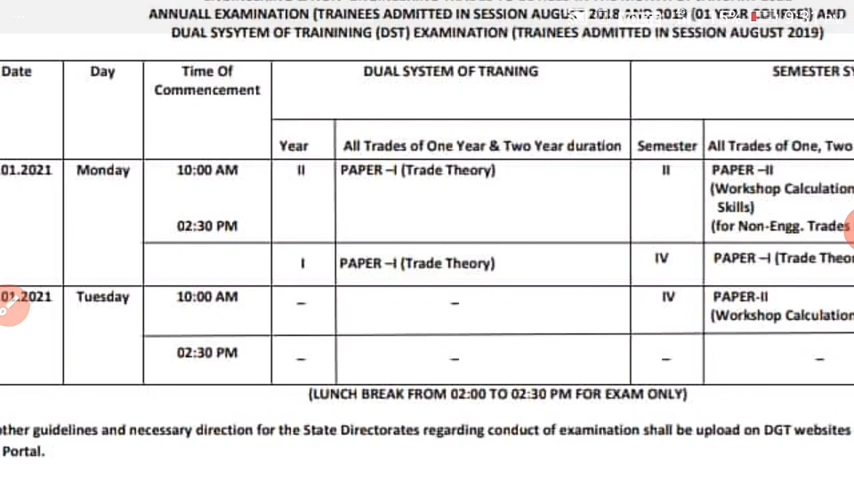 ANNUALL EXAMINATION (TRAINEES ADMITTED IN SESSION AUGUST 2018 AND 2019 (01 YEAR COURSES) AND
DUAL SYSYTEM OF TRAININING (DST) EXAMINATION (TRAINEES ADMITTED IN SESSION AUGUST 2019)
Date
Day
Time Of
Commencement
DUAL SYSTEM OF TRANING
SEMESTER SY
Year
All Trades of One Year & Two Year duration
Semester
All Trades of One, Two
01.2021
Monday
10:00 AM
II
PAPER –I (Trade Theory)
II
PAPER –II
(Workshop Calculation
Skills)
02:30 PM
(for Non-Engg. Trades
I
PAPER –I (Trade Theory)
IV
PAPER –I (Trade Theor
01.2021
Tuesday
10:00 AM
–
–
IV
PAPER-II
(Workshop Calculation
02:30 PM
–
–
–
–
(LUNCH BREAK FROM 02:00 TO 02:30 PM FOR EXAM ONLY)
ther guidelines and necessary direction for the State Directorates regarding conduct of examination shall be upload on DGT websites
Portal.